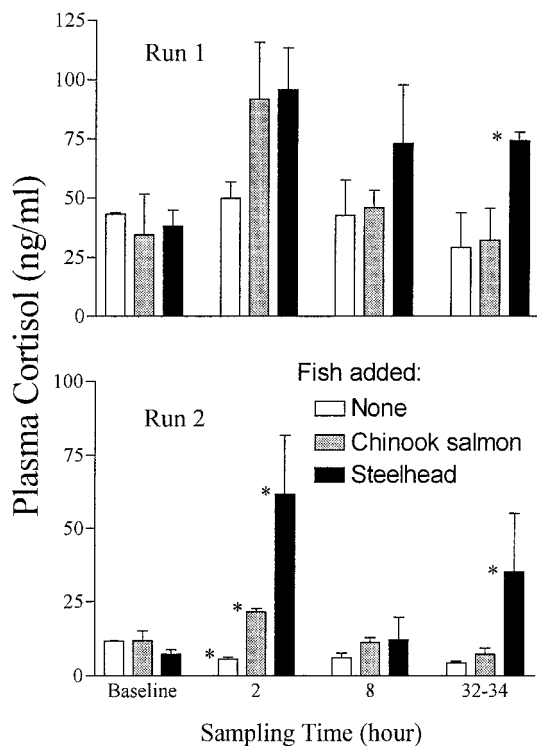 Plasma Cortisol (ng/ml)
Run 1
125
100
75
50
25
0
*
Run 2
100
75
50
25
0
Fish added:
None
Chinook salmon
Steelhead
*
*
*
*
Baseline 2 8 32-34
Sampling Time (hour)